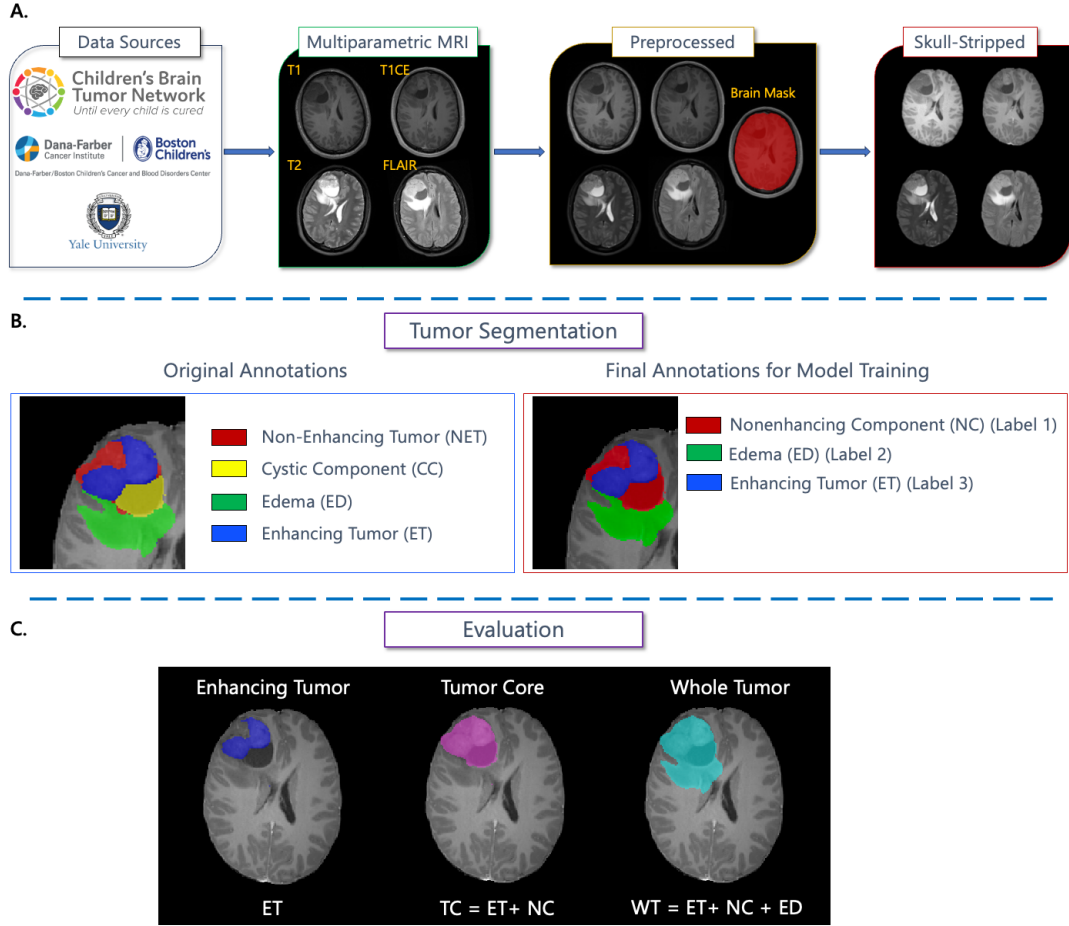 A.
Data Sources
Multiparametric MRI
Preprocessed
Skull-Stripped
Children's Brain
Tumor Network
Until every child is cured
Dana-Farber
Cancer Institute
Boston
Children's
Dana-Farber/Boston Children's Cancer and Blood Disorders Center
Yale University
T1
T1CE
T2
FLAIR
Brain Mask
B.
Tumor Segmentation
Original Annotations
Non-Enhancing Tumor (NET)
Cystic Component (CC)
Edema (ED)
Enhancing Tumor (ET)
Final Annotations for Model Training
Nonenhancing Component (NC) (Label 1)
Edema (ED) (Label 2)
Enhancing Tumor (ET) (Label 3)
C.
Evaluation
Enhancing Tumor
Tumor Core
Whole Tumor
ET
TC = ET+ NC
WT = ET+ NC + ED